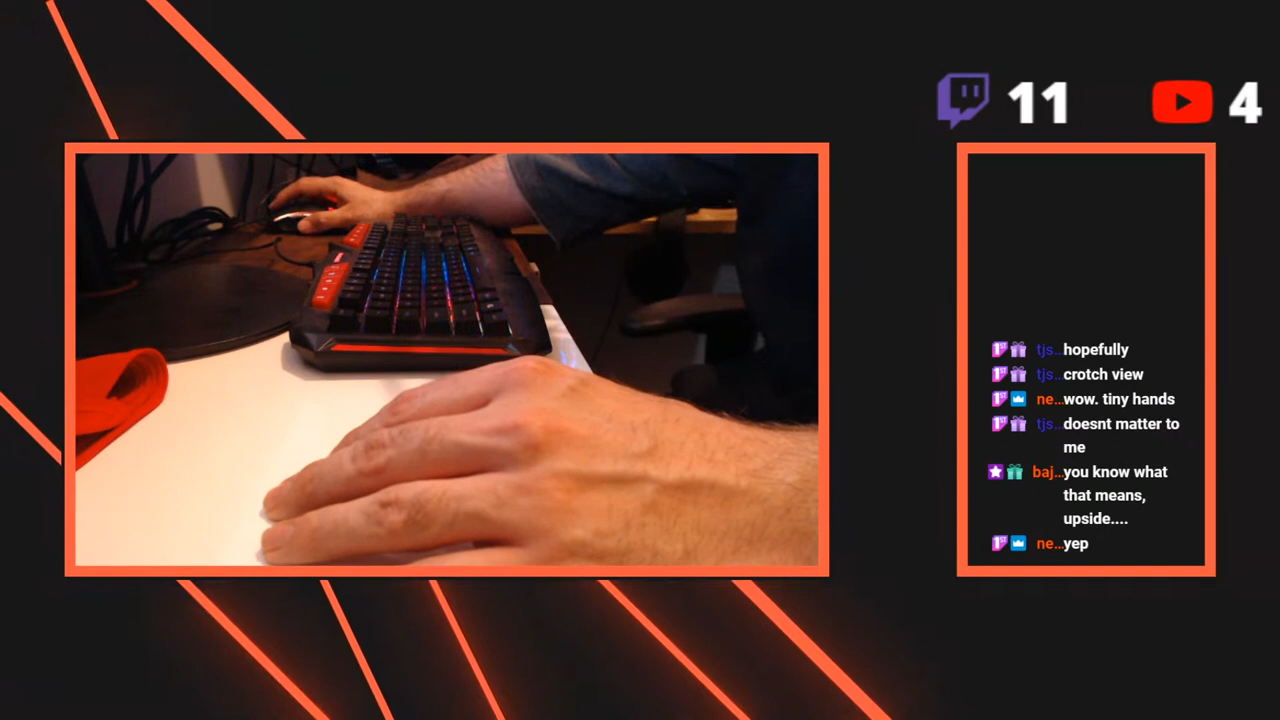 11 4
tjs...hopefully
tjs...crotch view
ne...wow. tiny hands
tjs...doesnt matter to
me
baj...you know what
that means,
upside....
ne...yep